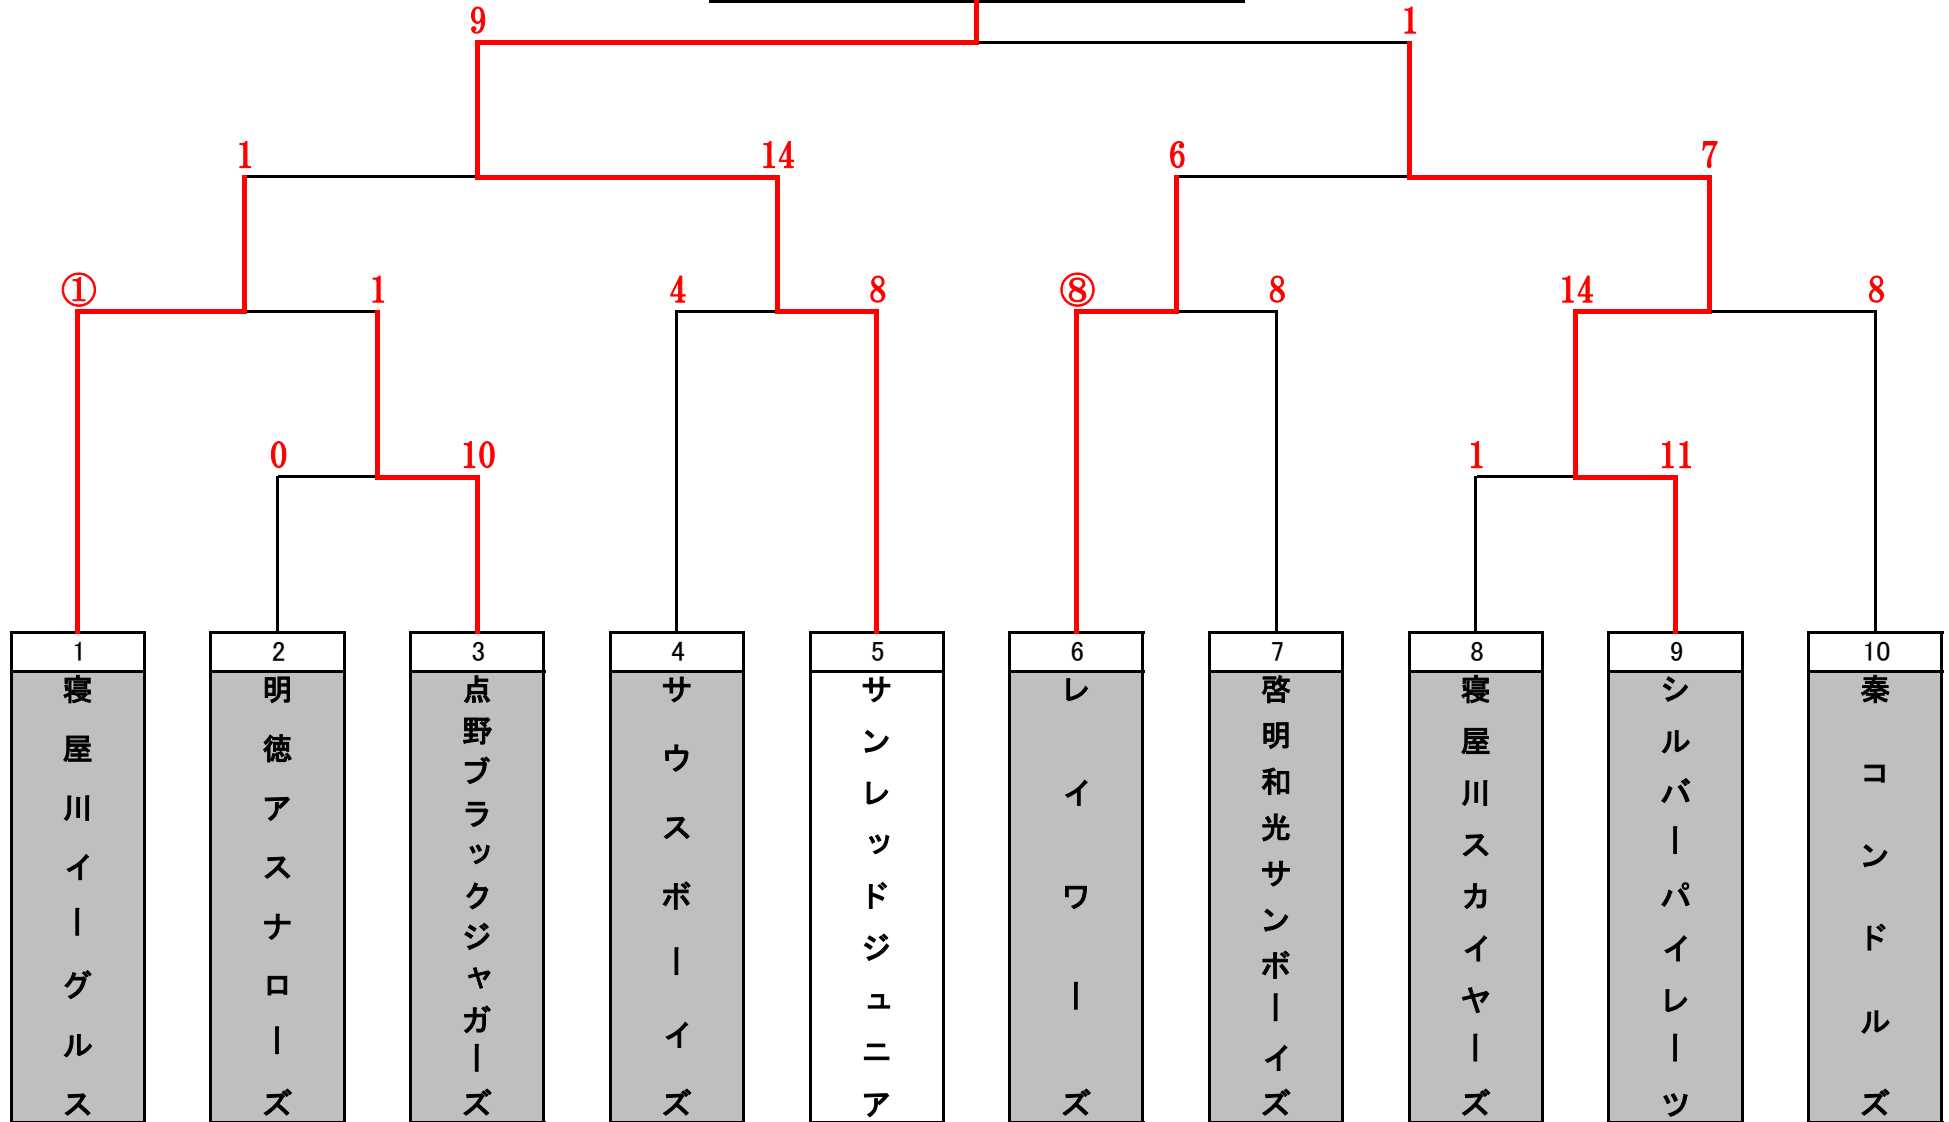 9 1
1 14 6 7
① 1 4 8 ⑧ 8 14 8
0 10 1 11
1 2 3 4 5 6 7 8 9 10
寝屋川イーグルス
明徳アスナローズ
点野ブラックジャガーズ
サウスボーイズ
サンレッドジュニア
レイワーズ
啓明和光サンボーイズ
寝屋川スカイヤーズ
シルバーパイレーツ
秦コンドルズ